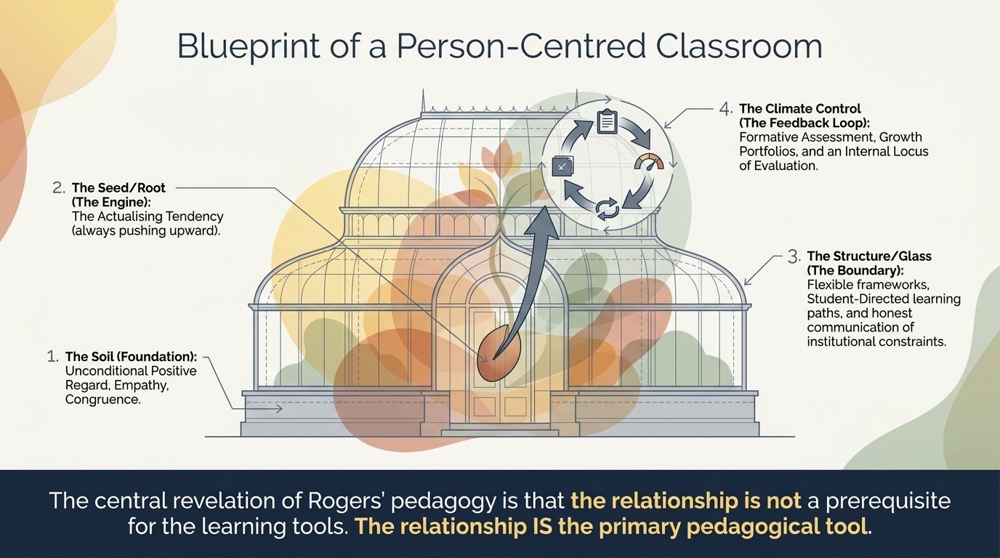 Blueprint of a Person-Centred Classroom
4. The Climate Control
(The Feedback Loop):
Formative Assessment, Growth
Portfolios, and an Internal Locus
of Evaluation.
2. The Seed/Root
(The Engine):
The Actualising Tendency
(always pushing upward).
3. The Structure/Glass
(The Boundary):
Flexible frameworks,
Student-Directed learning
paths, and honest
communication of
institutional constraints.
1. The Soil (Foundation):
Unconditional Positive
Regard, Empathy,
Congruence.
The central revelation of Rogers’ pedagogy is that the relationship is not a prerequisite
for the learning tools. The relationship IS the primary pedagogical tool.